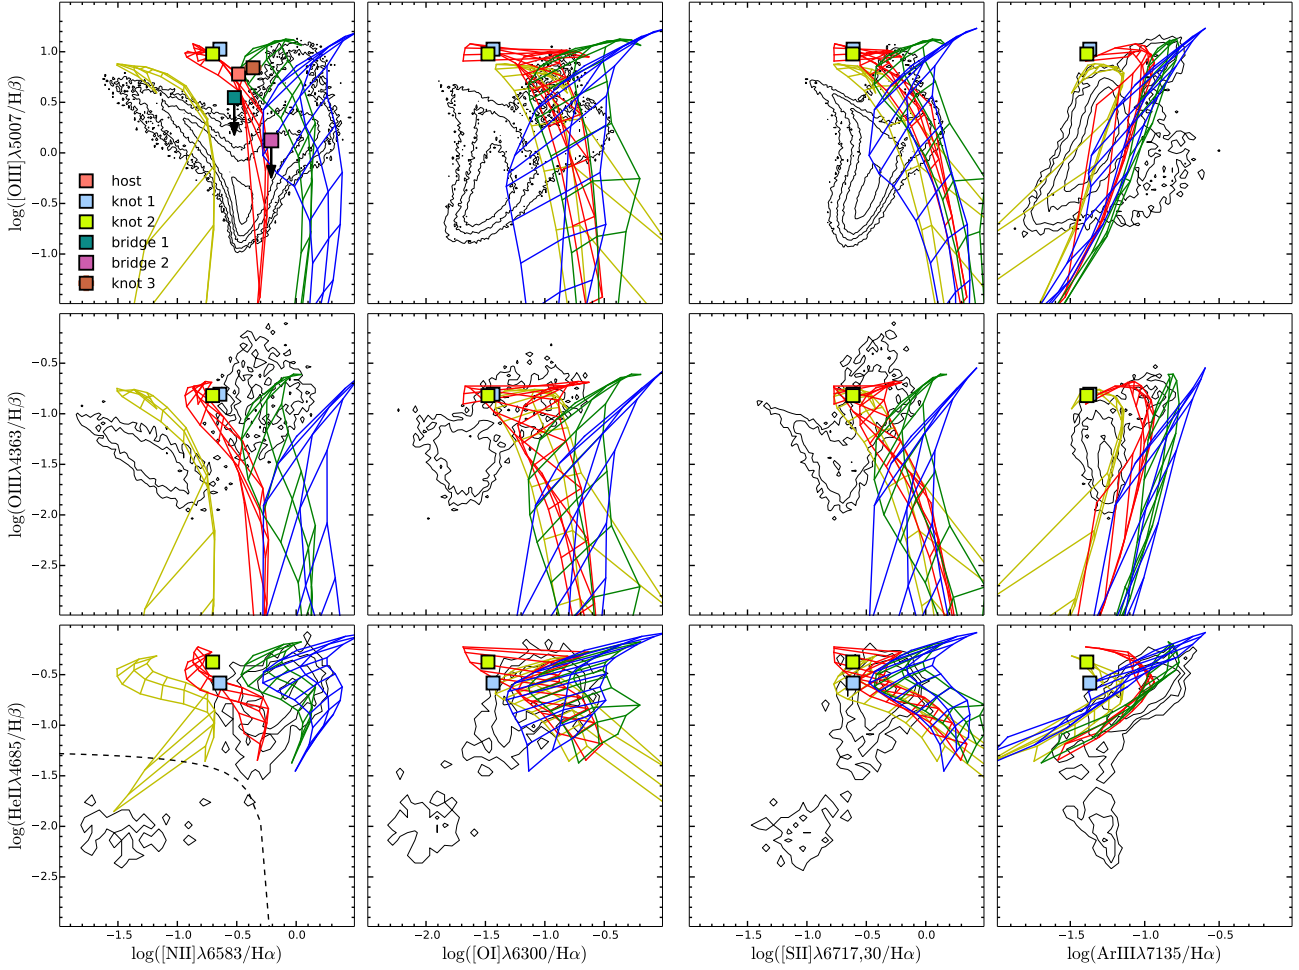 log([OIII]λ5007/Hβ)
1.0
0.5
0.0
−0.5
−1.0
host
knot 1
knot 2
bridge 1
bridge 2
knot 3
log(OIIIλ4363/Hβ)
−0.5
−1.0
−1.5
−2.0
−2.5
log(HeIIλ4685/Hβ)
−0.5
−1.0
−1.5
−2.0
−2.5
−1.5 −1.0 −0.5 0.0
−2.0 −1.5 −1.0 −0.5
−1.5 −1.0 −0.5 0.0
−1.5 −1.0 −0.5
log([NII]λ6583/Hα)
log([OI]λ6300/Hα)
log([SII]λ6717,30/Hα)
log(ArIIIλ7135/Hα)